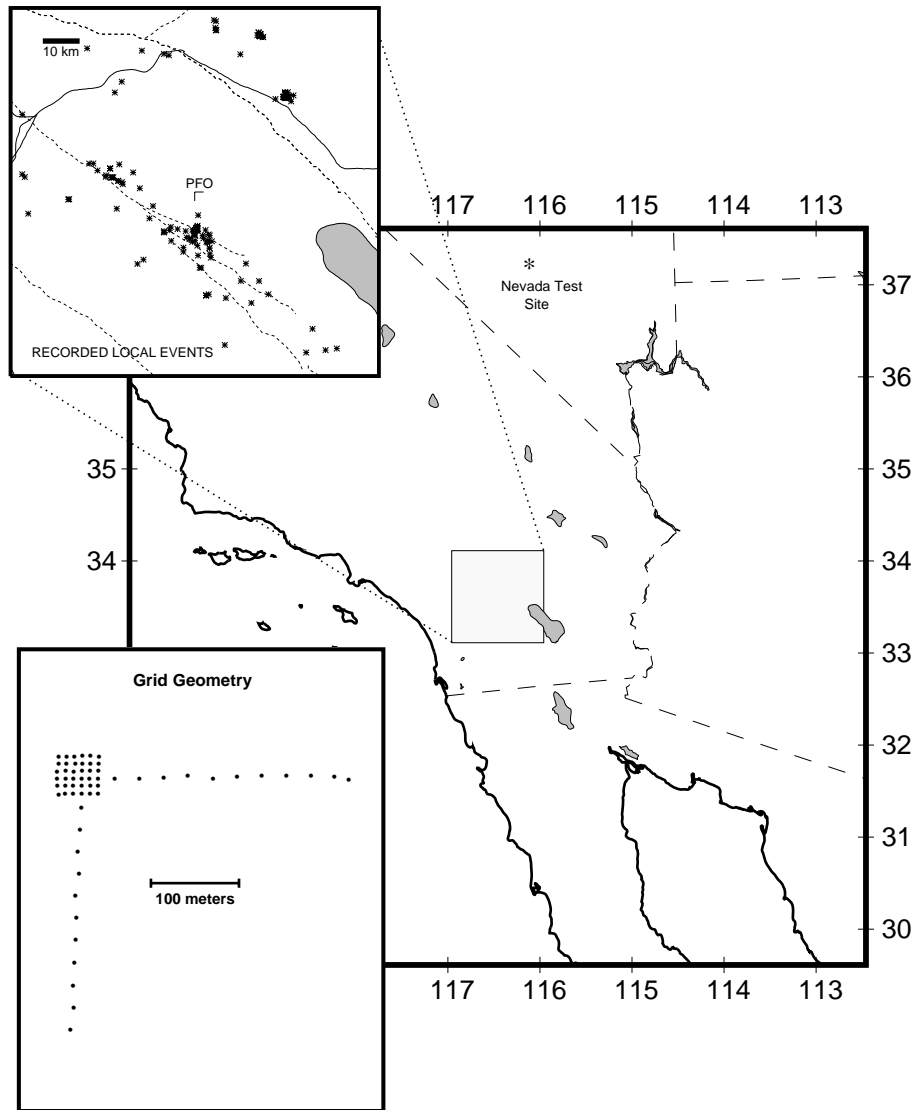 10 km
PFO
RECORDED LOCAL EVENTS
117 116 115 114 113
* Nevada Test
Site
37
36
35 35
34 34
33
32
31
30
Grid Geometry
100 meters
117 116 115 114 113